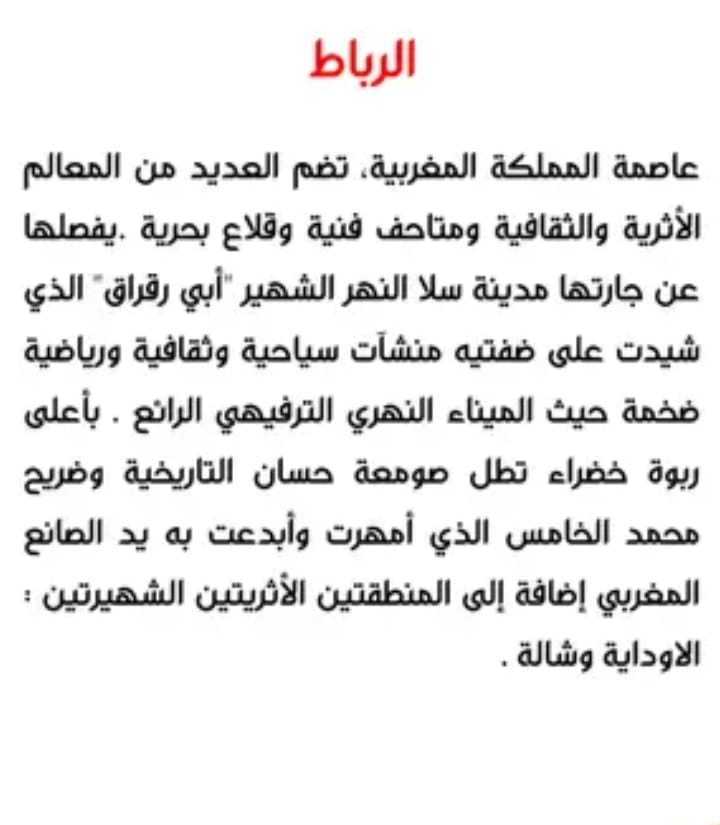 الرباط
عاصمة المملكة المغربية، تضم العديد من المعالم
الأثرية والثقافية ومتاحف فنية وقلاع بحرية .يفصلها
عن جارتها مدينة سلا النهر الشهير "أبي رقراق" الذي
شيدت على ضفتيه منشآت سياحية وثقافية ورياضية
ضخمة حيث الميناء النهري الترفيهي الرائع . بأعلى
ربوة خضراء تطل صومعة حسان التاريخية وضريح
محمد الخامس الذي أمهرت وأبدعت به يد الصانع
المغربي إضافة إلى المنطقتين الأثريتين الشهيرتين :
الاوداية وشالة .